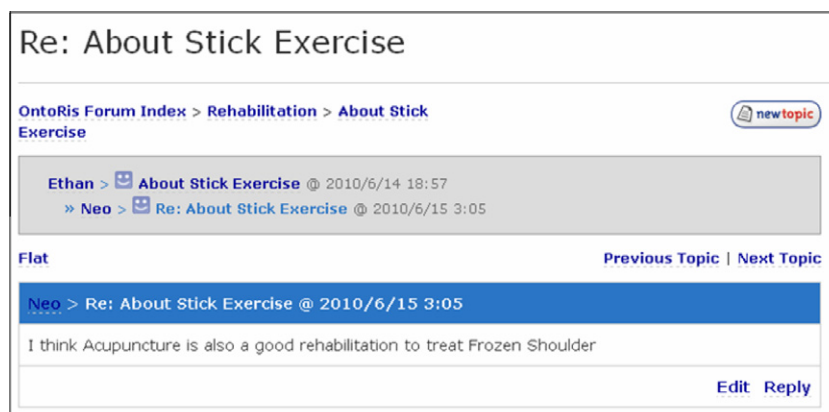 Re: About Stick Exercise
OntoRis Forum Index > Rehabilitation > About Stick
Exercise
newtopic
Ethan > About Stick Exercise @ 2010/6/14 18:57
» Neo > Re: About Stick Exercise @ 2010/6/15 3:05
Flat
Previous Topic | Next Topic
Neo > Re: About Stick Exercise @ 2010/6/15 3:05
I think Acupuncture is also a good rehabilitation to treat Frozen Shoulder
Edit Reply